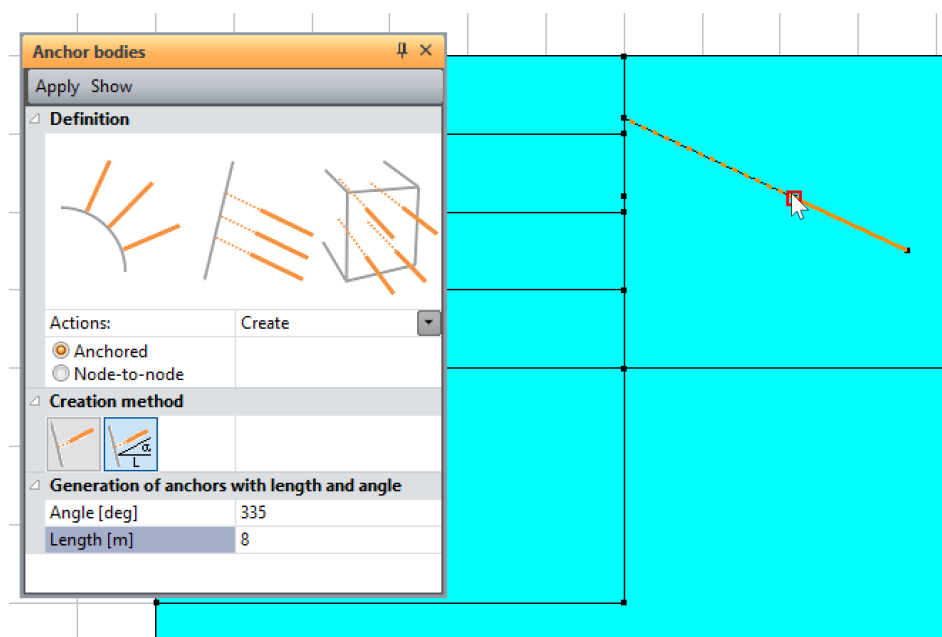 Anchor bodies
Apply Show
Definition
Actions: Create
Anchored
Node-to-node
Creation method
α
L
Generation of anchors with length and angle
Angle [deg] 335
Length [m] 8